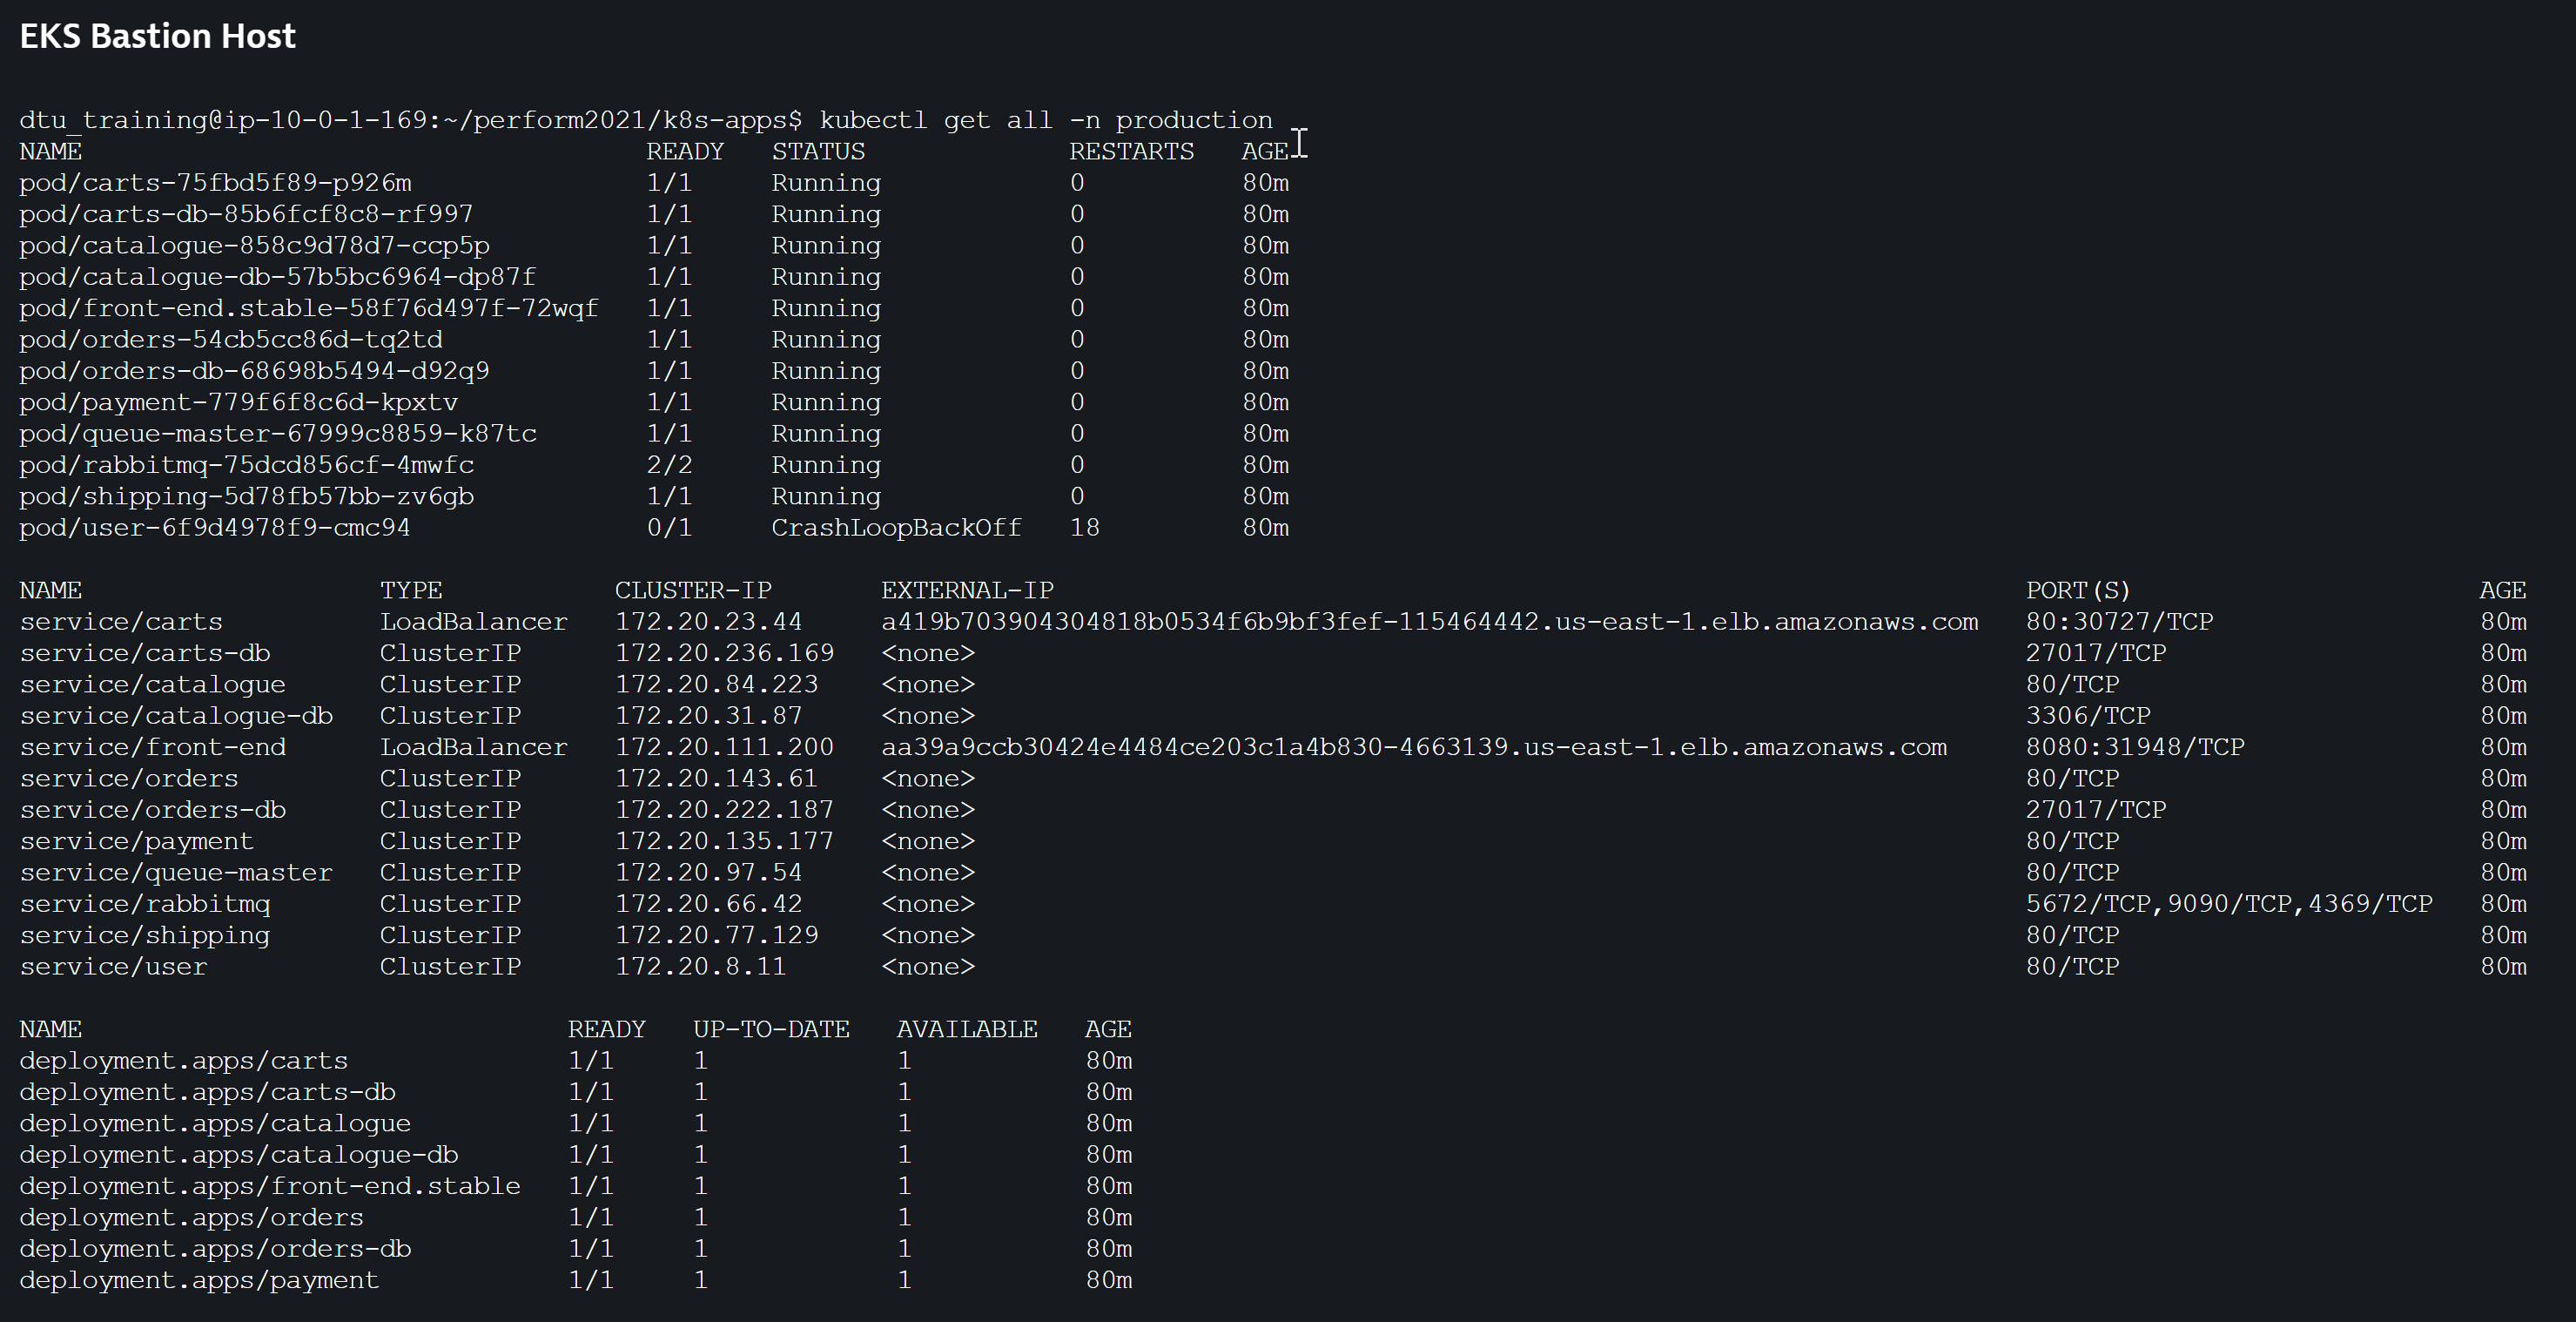 EKS Bastion Host
dtu_training@ip-10-0-1-169:~/perform2021/k8s-apps$ kubectl get all -n production
NAME READY STATUS RESTARTS AGE
pod/carts-75fbd5f89-p926m 1/1 Running 0 80m
pod/carts-db-85b6fcf8c8-rf997 1/1 Running 0 80m
pod/catalogue-858c9d78d7-ccp5p 1/1 Running 0 80m
pod/catalogue-db-57b5bc6964-dp87f 1/1 Running 0 80m
pod/front-end.stable-58f76d497f-72wqf 1/1 Running 0 80m
pod/orders-54cb5cc86d-tq2td 1/1 Running 0 80m
pod/orders-db-68698b5494-d92q9 1/1 Running 0 80m
pod/payment-779f6f8c6d-kpxtv 1/1 Running 0 80m
pod/queue-master-67999c8859-k87tc 1/1 Running 0 80m
pod/rabbitmq-75dcd856cf-4mwfc 2/2 Running 0 80m
pod/shipping-5d78fb57bb-zv6gb 1/1 Running 0 80m
pod/user-6f9d4978f9-cmc94 0/1 CrashLoopBackOff 18 80m
NAME TYPE CLUSTER-IP EXTERNAL-IP PORT(S) AGE
service/carts LoadBalancer 172.20.23.44 a419b703904304818b0534f6b9bf3fef-115464442.us-east-1.elb.amazonaws.com 80:30727/TCP 80m
service/carts-db ClusterIP 172.20.236.169 <none> 27017/TCP 80m
service/catalogue ClusterIP 172.20.84.223 <none> 80/TCP 80m
service/catalogue-db ClusterIP 172.20.31.87 <none> 3306/TCP 80m
service/front-end LoadBalancer 172.20.111.200 aa39a9ccb30424e4484ce203c1a4b830-4663139.us-east-1.elb.amazonaws.com 8080:31948/TCP 80m
service/orders ClusterIP 172.20.143.61 <none> 80/TCP 80m
service/orders-db ClusterIP 172.20.222.187 <none> 27017/TCP 80m
service/payment ClusterIP 172.20.135.177 <none> 80/TCP 80m
service/queue-master ClusterIP 172.20.97.54 <none> 80/TCP 80m
service/rabbitmq ClusterIP 172.20.66.42 <none> 5672/TCP,9090/TCP,4369/TCP 80m
service/shipping ClusterIP 172.20.77.129 <none> 80/TCP 80m
service/user ClusterIP 172.20.8.11 <none> 80/TCP 80m
NAME READY UP-TO-DATE AVAILABLE AGE
deployment.apps/carts 1/1 1 1 80m
deployment.apps/carts-db 1/1 1 1 80m
deployment.apps/catalogue 1/1 1 1 80m
deployment.apps/catalogue-db 1/1 1 1 80m
deployment.apps/front-end.stable 1/1 1 1 80m
deployment.apps/orders 1/1 1 1 80m
deployment.apps/orders-db 1/1 1 1 80m
deployment.apps/payment 1/1 1 1 80m